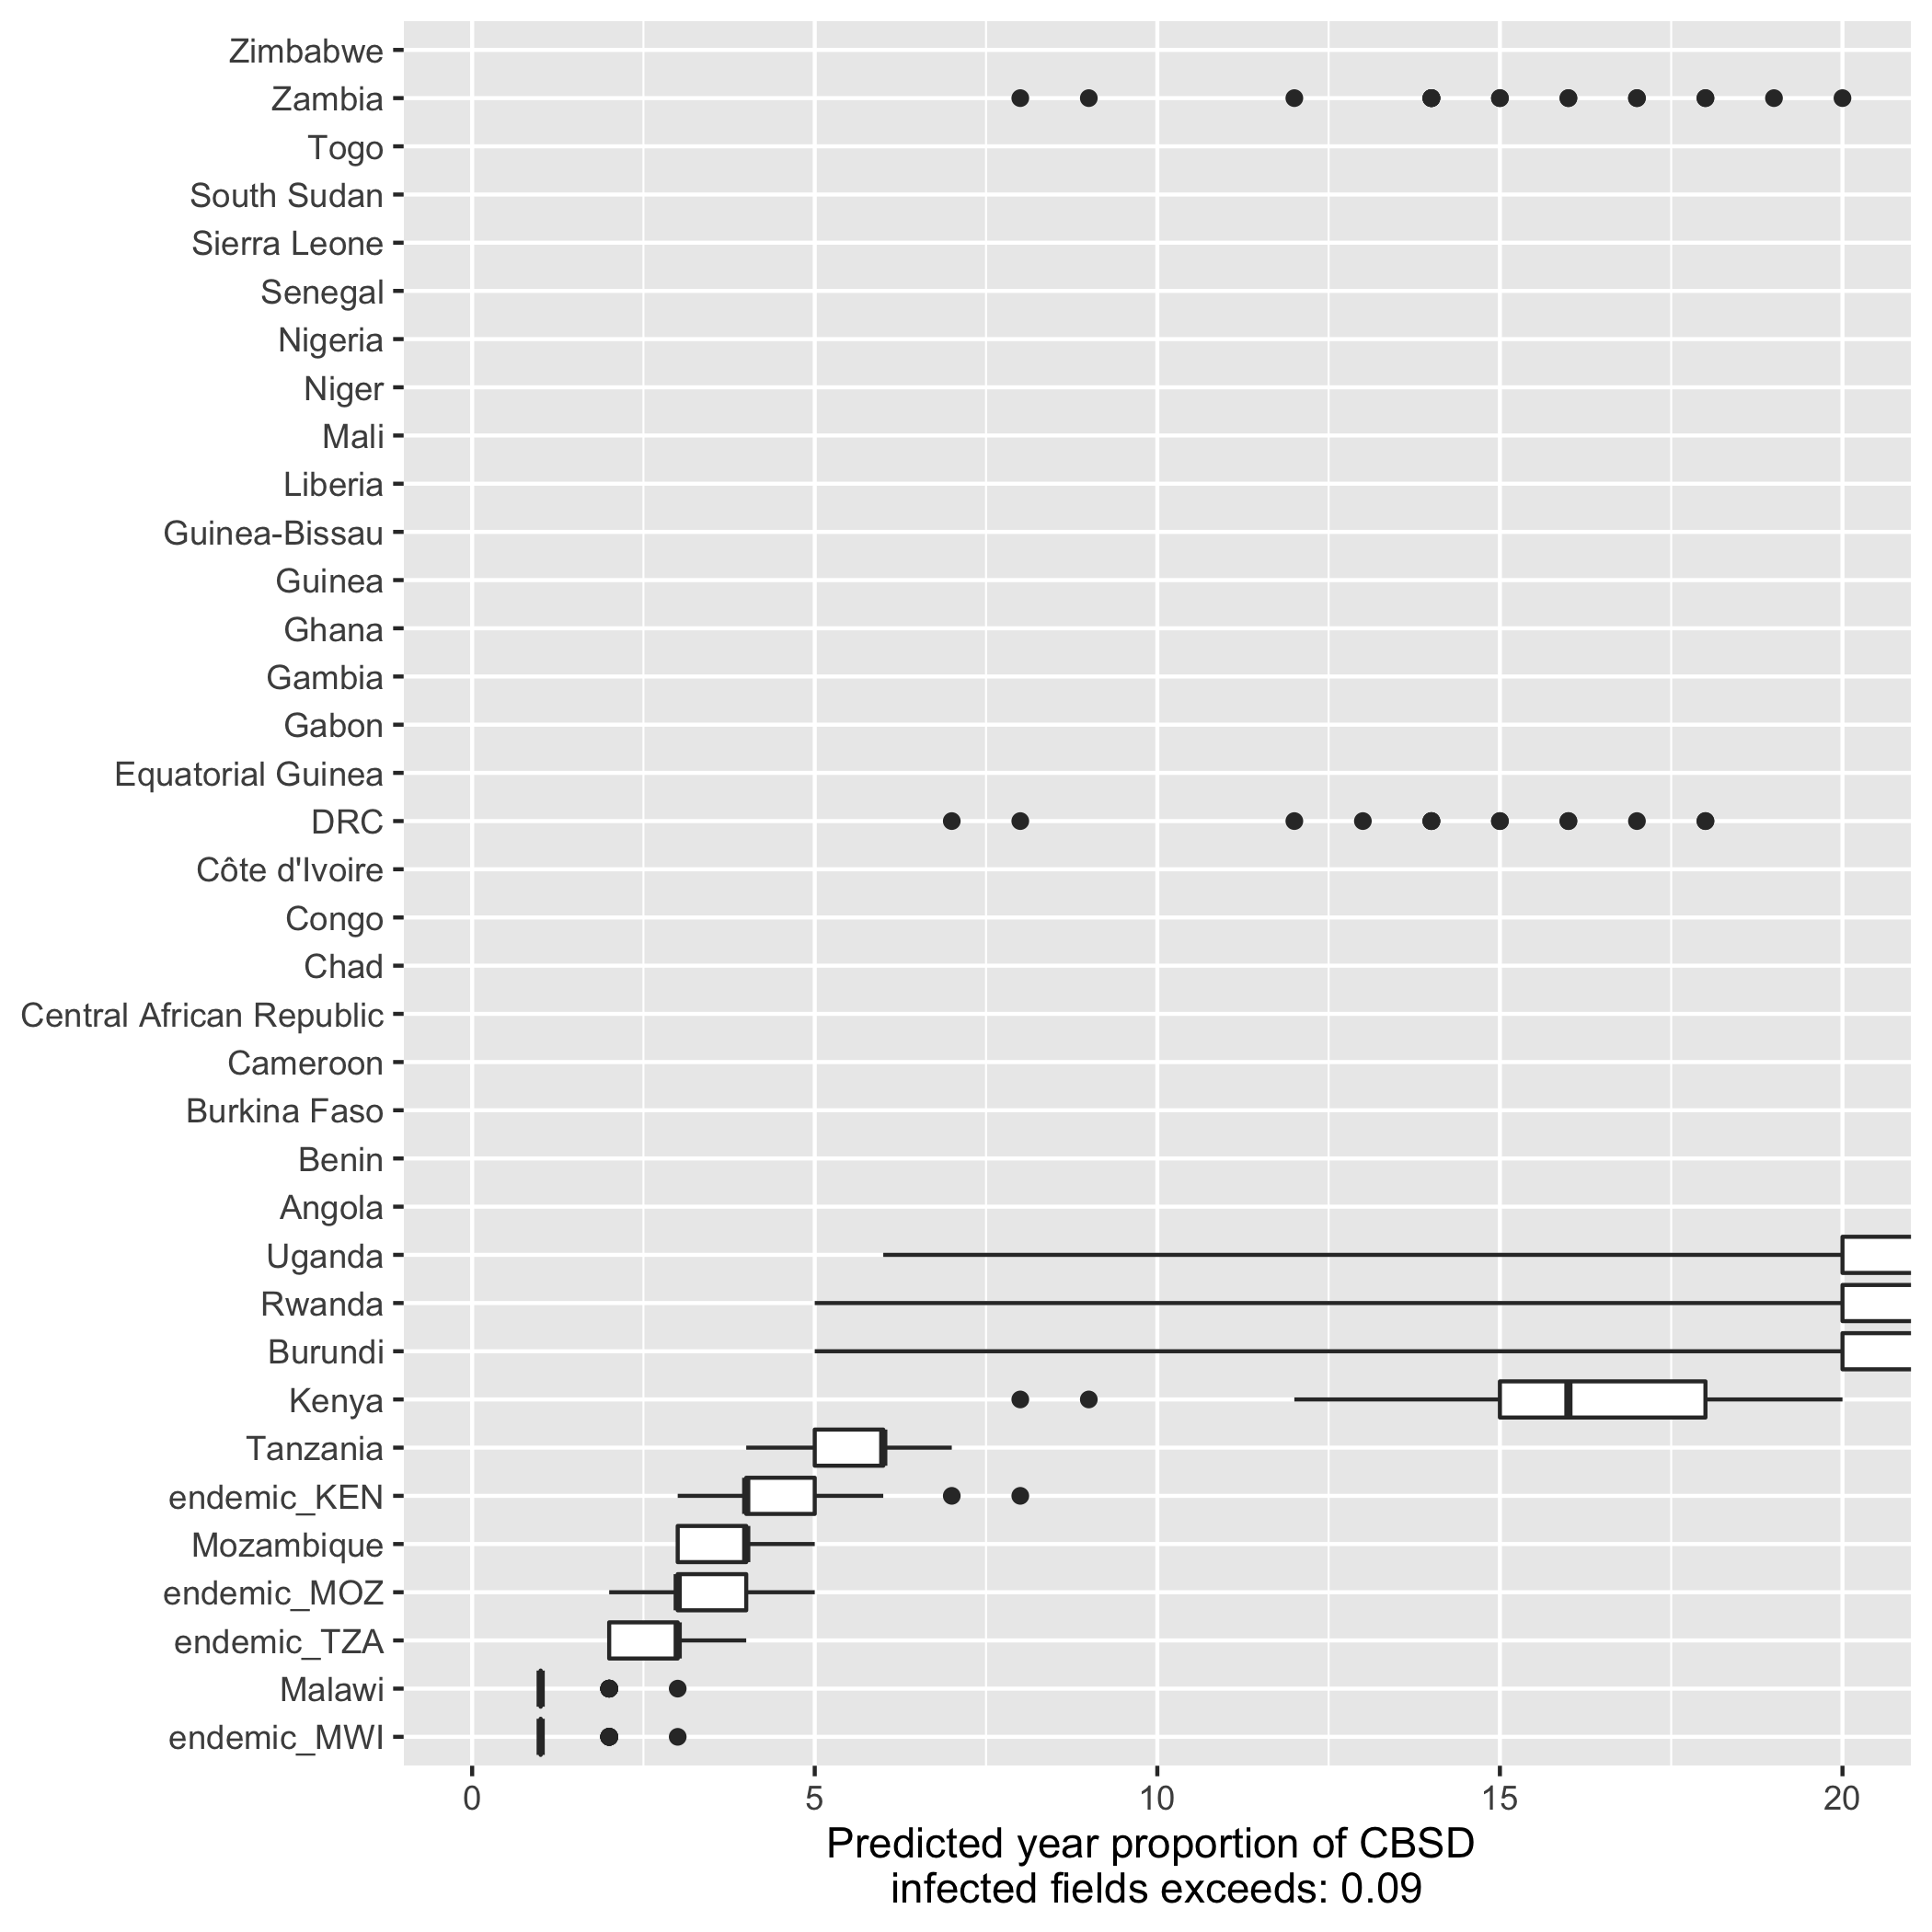 Zimbabwe
Zambia
Togo
South Sudan
Sierra Leone
Senegal
Nigeria
Niger
Mali
Liberia
Guinea-Bissau
Guinea
Ghana
Gambia
Gabon
Equatorial Guinea
DRC
Côte d'Ivoire
Congo
Chad
Central African Republic
Cameroon
Burkina Faso
Benin
Angola
Uganda
Rwanda
Burundi
Kenya
Tanzania
endemic_KEN
Mozambique
endemic_MOZ
endemic_TZA
Malawi
endemic_MWI
0 5 10 15 20
Predicted year proportion of CBSD
infected fields exceeds: 0.09